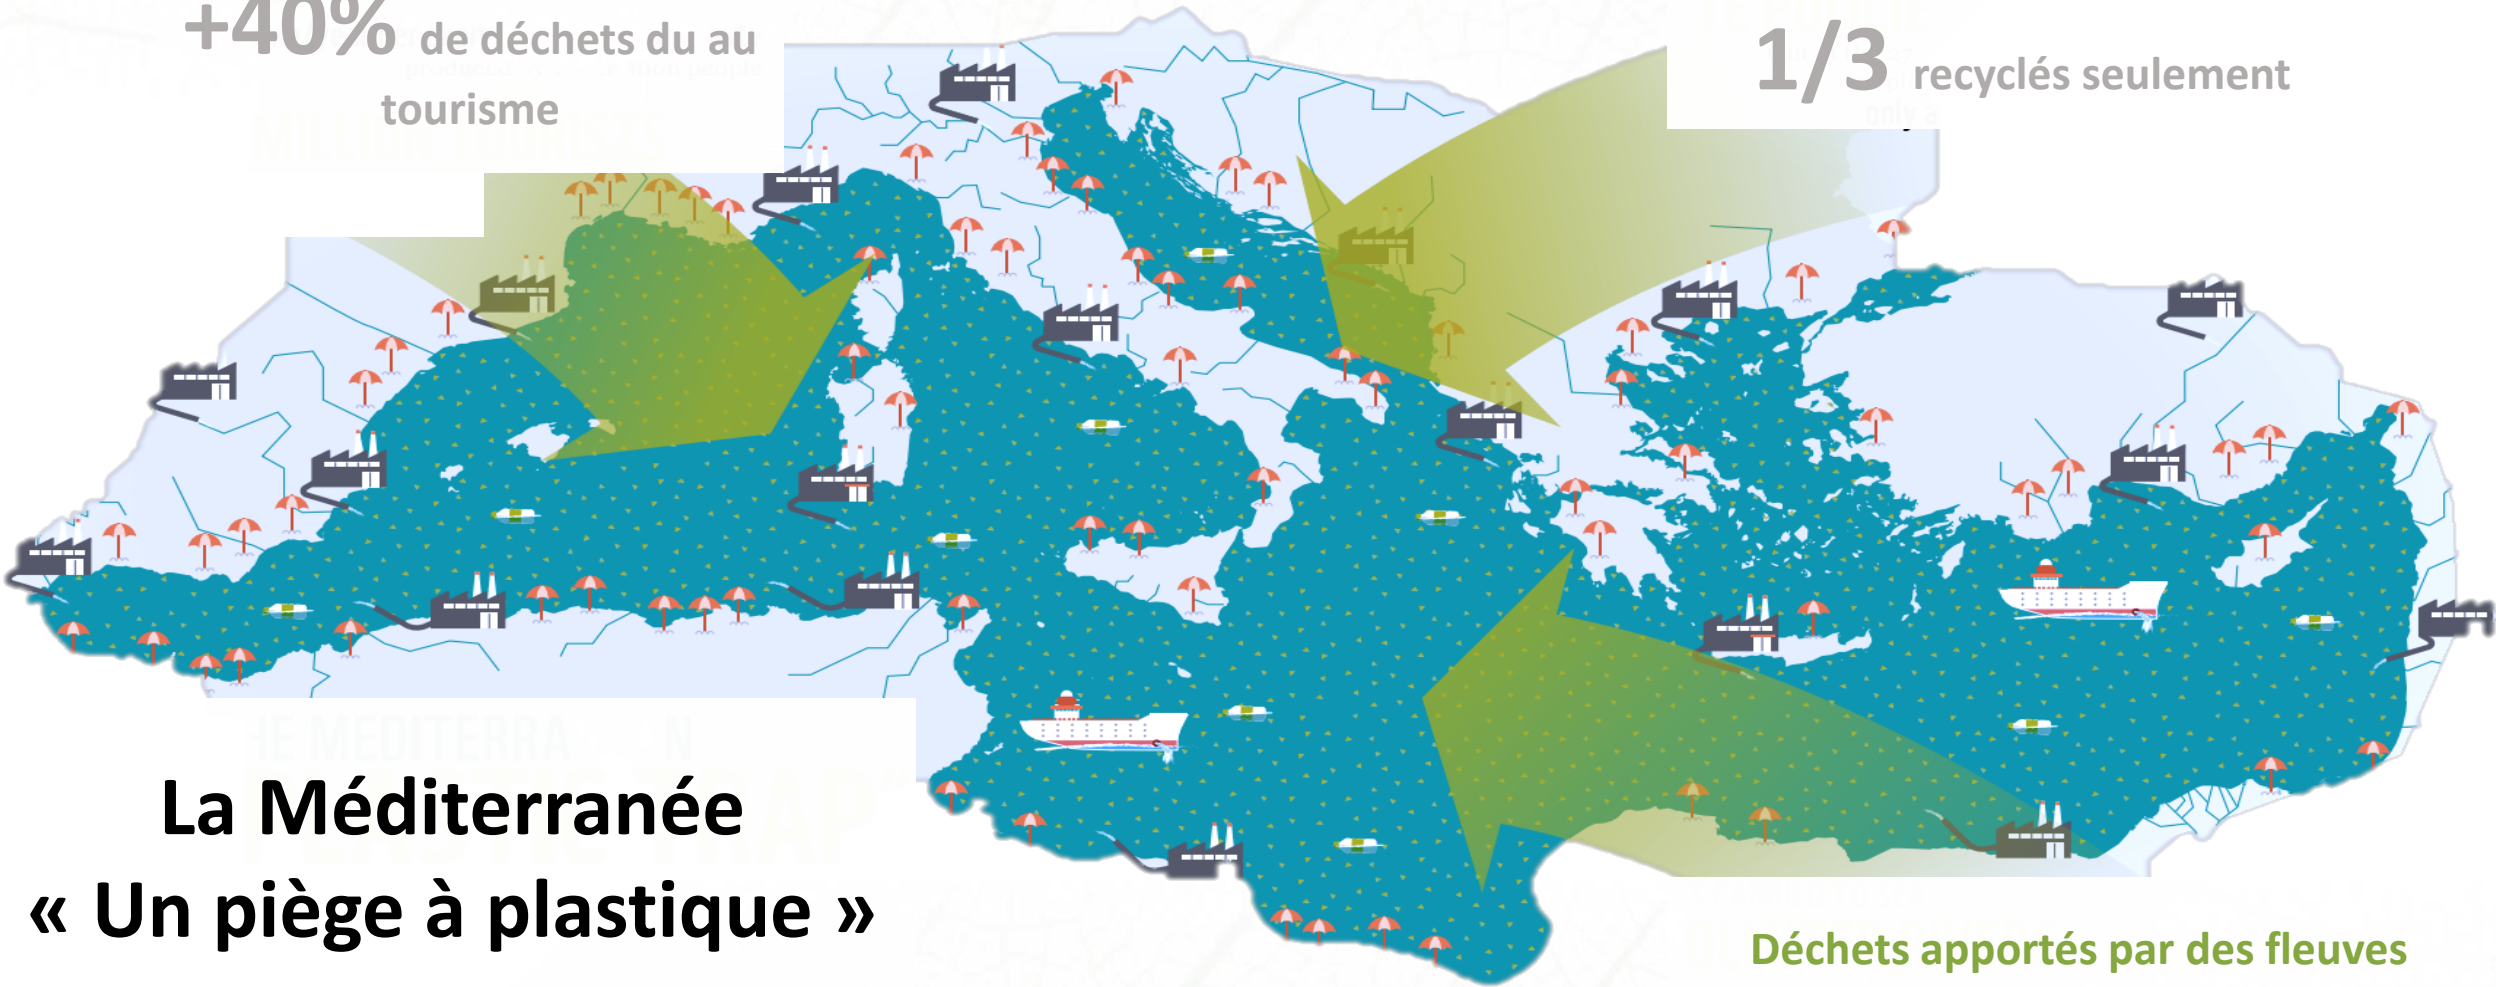 +40% de déchets du au
tourisme
1/3 recyclés seulement
La Méditerranée
« Un piège à plastique »
Déchets apportés par des fleuves